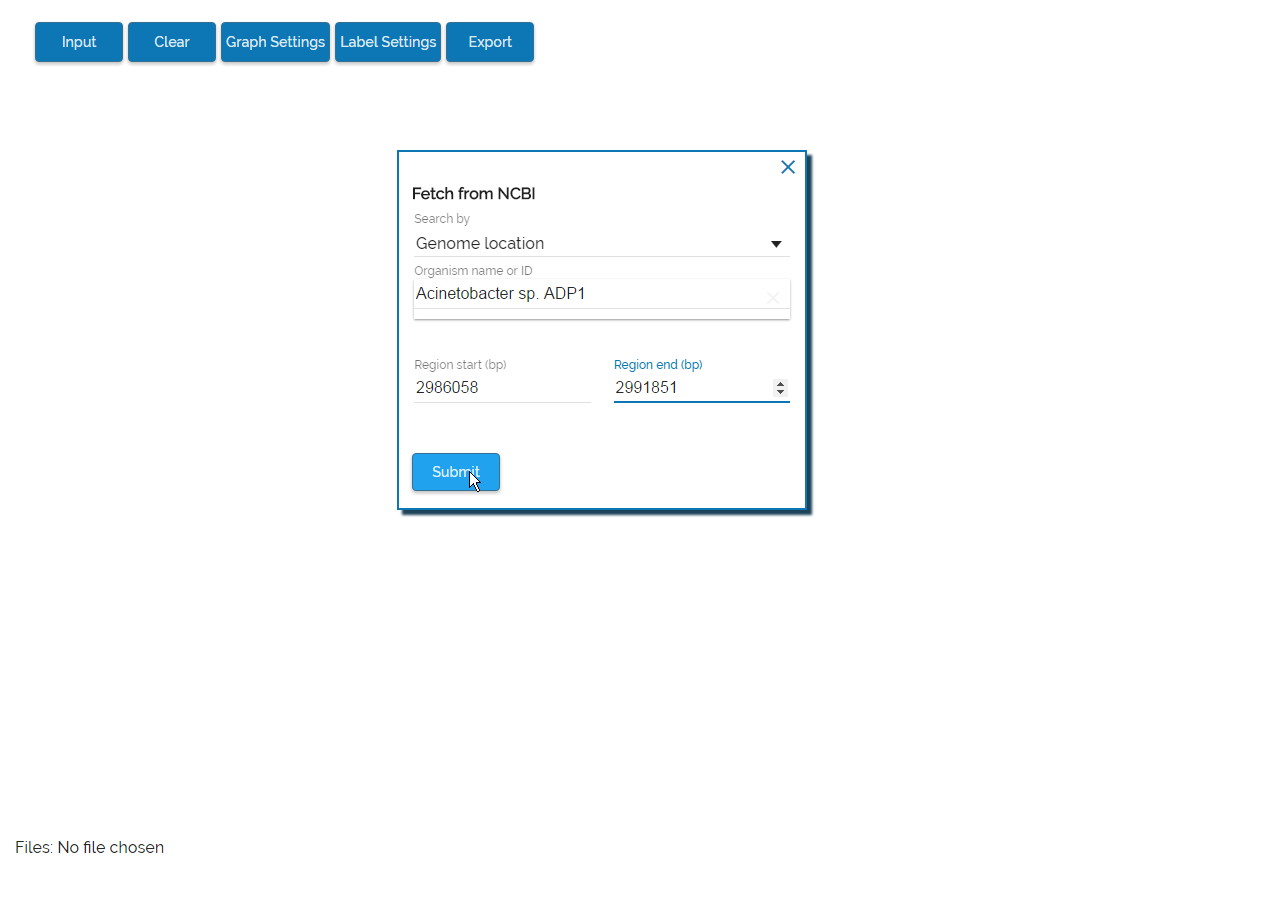 Input Clear Graph Settings Label Settings Export
Fetch from NCBI
Search by
Genome location
Organism name or ID
Acinetobacter sp. ADP1
Region start (bp) Region end (bp)
2986058 2991851
Submit
Files: No file chosen